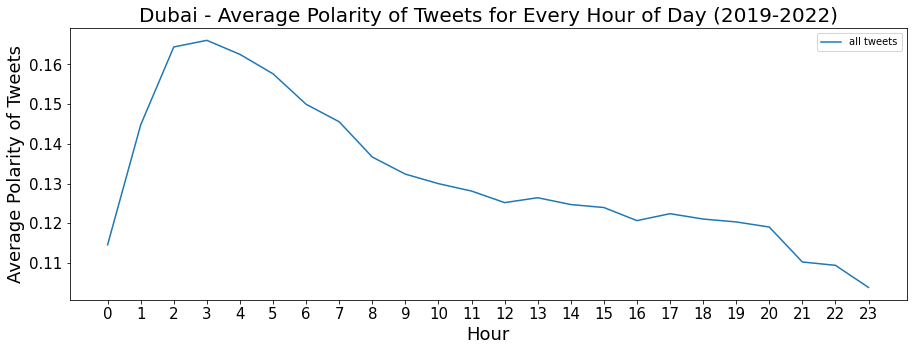 Dubai - Average Polarity of Tweets for Every Hour of Day (2019-2022)
all tweets
Average Polarity of Tweets
0.16
0.15
0.14
0.13
0.12
0.11
0 1 2 3 4 5 6 7 8 9 10 11 12 13 14 15 16 17 18 19 20 21 22 23
Hour